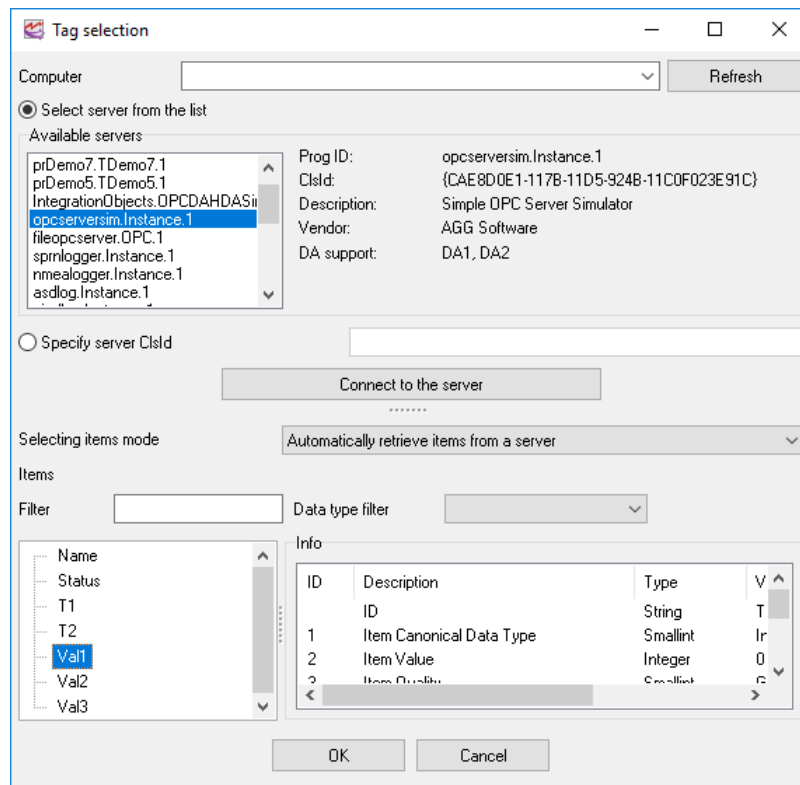 Tag selection
Computer
Refresh
Select server from the list
Available servers
prDemo7.TDemo7.1
prDemo5.TDemo5.1
IntegrationObjects.OPCDAHDASi
opcserversim.Instance.1
fileopcserver.OPC.1
sprnlogger.Instance.1
nmealogger.Instance.1
asdlog.Instance.1
Prog ID: opcserversim.Instance.1
ClsId: {CAE8D0E1-117B-11D5-924B-11C0F023E91C}
Description: Simple OPC Server Simulator
Vendor: AGG Software
DA support: DA1, DA2
Specify server ClsId
Connect to the server
Selecting items mode
Automatically retrieve items from a server
Items
Filter
Data type filter
Name
Status
T1
T2
Val1
Val2
Val3
Info
ID Description Type V
ID String T
1 Item Canonical Data Type Smallint Ir
2 Item Value Integer 0
Item Quality Smallint
OK
Cancel